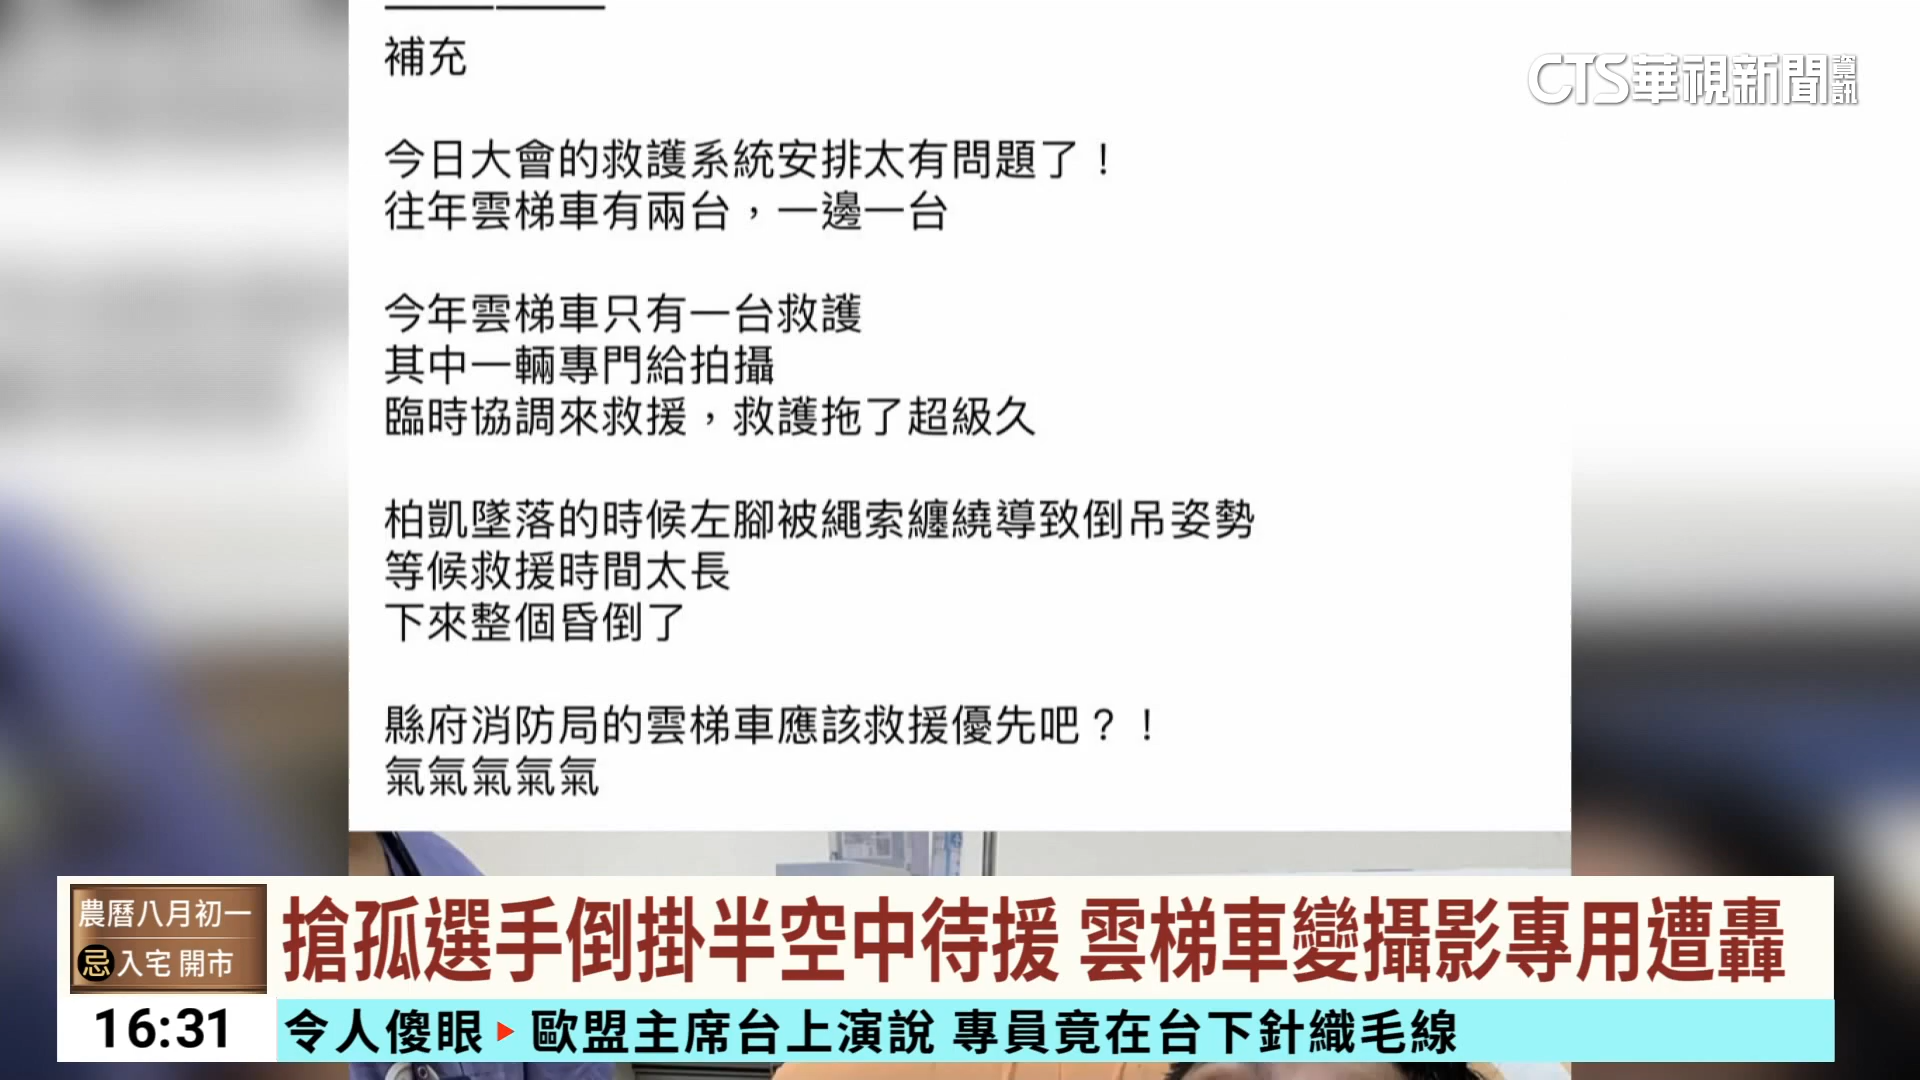 補充
今日大會的救護系統安排太有問題了！
往年雲梯車有兩台，一邊一台
今年雲梯車只有一台救護
其中一輛專門給拍攝
臨時協調來救援，救護拖了超級久
柏凱墜落的時候左腳被繩索纏繞導致倒吊姿勢
等候救援時間太長
下來整個昏倒了
縣府消防局的雲梯車應該救援優先吧？！
氣氣氣氣氣
CTS華視新聞資訊
農曆八月初一
忌入宅 開市
搶孤選手倒掛半空中待援 雲梯車變攝影專用遭轟
16:31
令人傻眼▶歐盟主席台上演說 專員竟在台下針織毛線